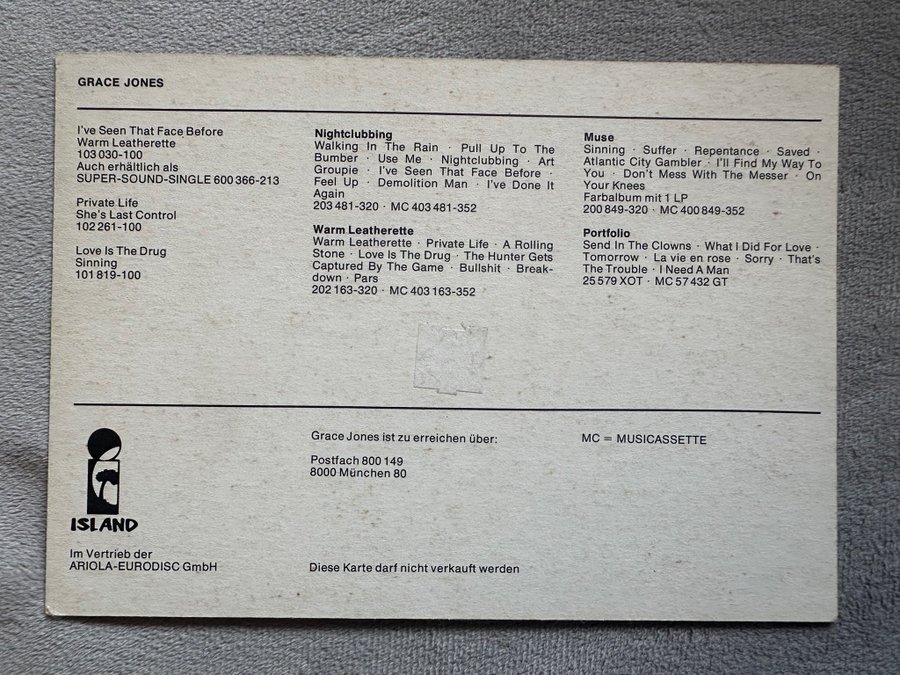 GRACE JONES
I've Seen That Face Before
Warm Leatherette
103 030-100
Auch erhältlich als
SUPER-SOUND-SINGLE 600 366-213
Private Life
She's Last Control
102 261-100
Love Is The Drug
Sinning
101 819-100
Nightclubbing
Walking In The Rain · Pull Up To The
Bumber · Use Me · Nightclubbing · Art
Groupie · I've Seen That Face Before ·
Feel Up · Demolition Man · I've Done It
Again
203 481-320 · MC 403 481-352
Warm Leatherette
Warm Leatherette · Private Life · A Rolling
Stone · Love Is The Drug · The Hunter Gets
Captured By The Game · Bullshit · Break-
down · Pars
202 163-320 · MC 403 163-352
Muse
Sinning · Suffer · Repentance · Saved ·
Atlantic City Gambler · I'll Find My Way To
You · Don't Mess With The Messer · On
Your Knees
Farbalbum mit 1 LP
200 849-320 · MC 400 849-352
Portfolio
Send In The Clowns · What I Did For Love ·
Tomorrow · La vie en rose · Sorry · That's
The Trouble · I Need A Man
25 579 XOT · MC 57 432 GT
ISLAND
Im Vertrieb der
ARIOLA-EURODISC GmbH
Grace Jones ist zu erreichen über:
Postfach 800 149
8000 München 80
Diese Karte darf nicht verkauft werden
MC = MUSICASSETTE